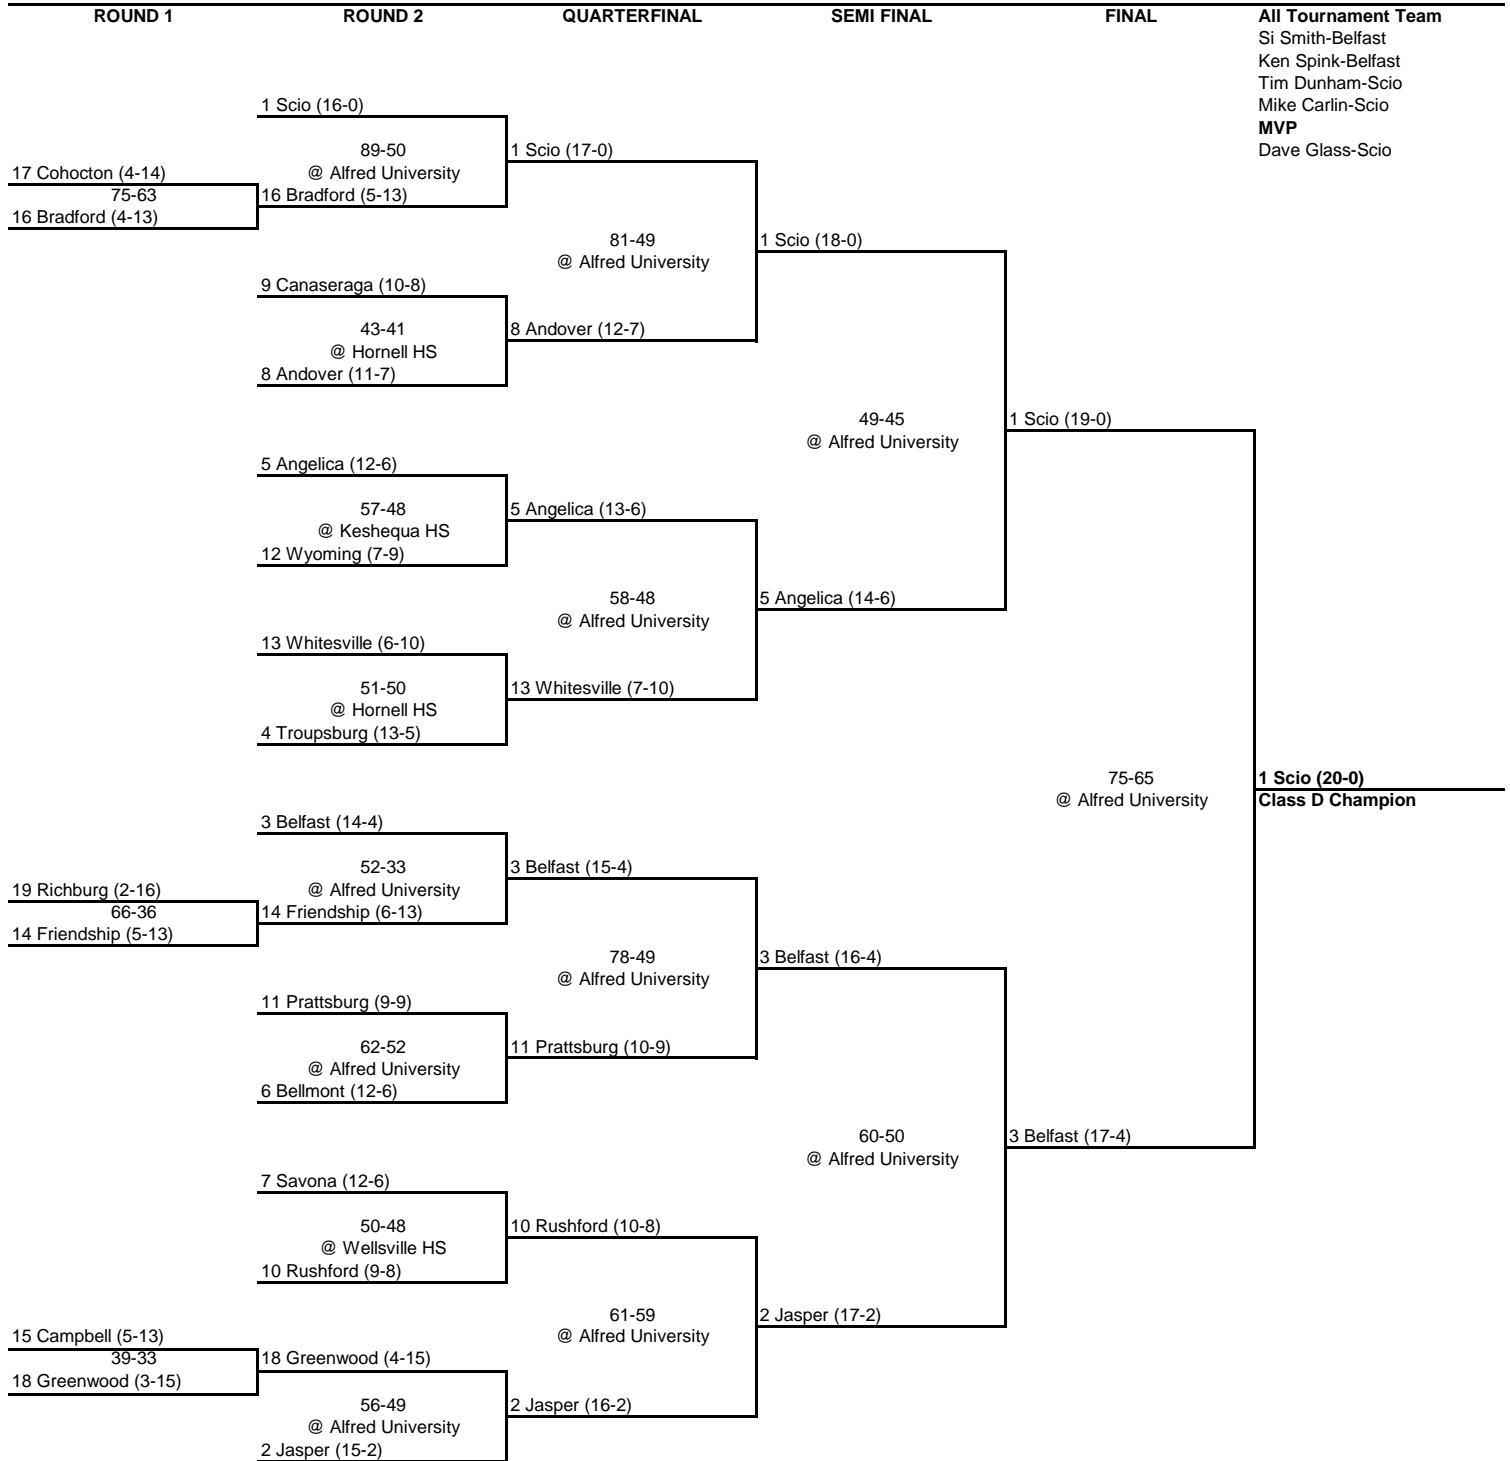 ROUND 1
ROUND 2
QUARTERFINAL
SEMI FINAL
FINAL
All Tournament Team
Si Smith-Belfast
Ken Spink-Belfast
Tim Dunham-Scio
Mike Carlin-Scio
MVP
Dave Glass-Scio
17 Cohocton (4-14)
75-63
16 Bradford (4-13)
19 Richburg (2-16)
66-36
14 Friendship (5-13)
15 Campbell (5-13)
39-33
18 Greenwood (3-15)
1 Scio (16-0)
89-50
@ Alfred University
16 Bradford (5-13)
9 Canaseraga (10-8)
43-41
@ Hornell HS
8 Andover (11-7)
5 Angelica (12-6)
57-48
@ Keshequa HS
12 Wyoming (7-9)
13 Whitesville (6-10)
51-50
@ Hornell HS
4 Troupsburg (13-5)
3 Belfast (14-4)
52-33
@ Alfred University
14 Friendship (6-13)
11 Prattsburg (9-9)
62-52
@ Alfred University
6 Bellmont (12-6)
7 Savona (12-6)
50-48
@ Wellsville HS
10 Rushford (9-8)
18 Greenwood (4-15)
56-49
@ Alfred University
2 Jasper (15-2)
1 Scio (17-0)
81-49
@ Alfred University
8 Andover (12-7)
5 Angelica (13-6)
58-48
@ Alfred University
13 Whitesville (7-10)
3 Belfast (15-4)
78-49
@ Alfred University
11 Prattsburg (10-9)
10 Rushford (10-8)
61-59
@ Alfred University
2 Jasper (16-2)
1 Scio (18-0)
49-45
@ Alfred University
5 Angelica (14-6)
3 Belfast (16-4)
60-50
@ Alfred University
2 Jasper (17-2)
1 Scio (19-0)
75-65
@ Alfred University
3 Belfast (17-4)
1 Scio (20-0)
Class D Champion